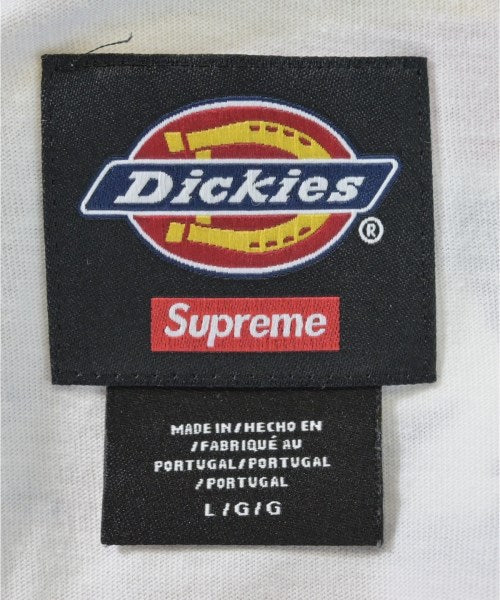 Dickies
®
Supreme
MADE IN/HECHO EN
/FABRIQUÉ AU
PORTUGAL/PORTUGAL
/PORTUGAL
L/G/G